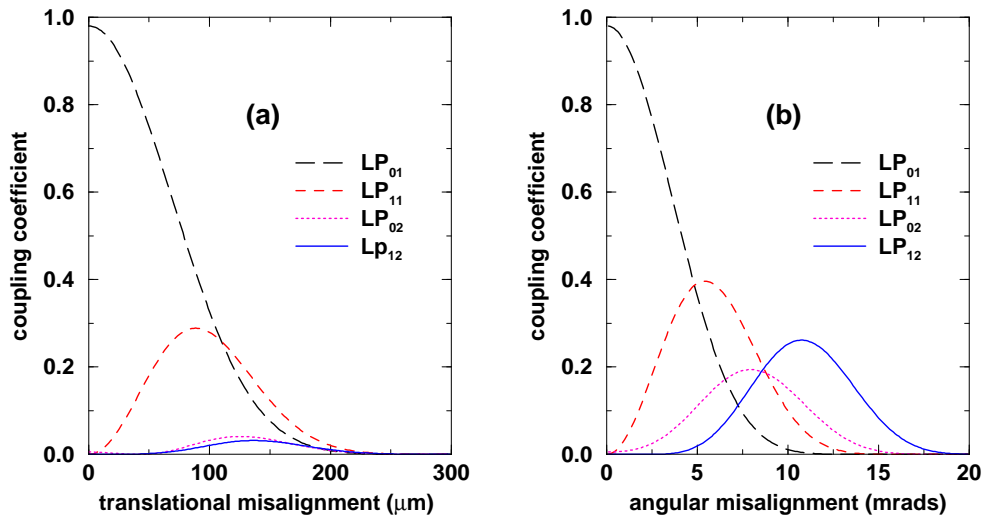 1.0
0.8
0.6
0.4
0.2
0.0
coupling coefficient
(a)
LP₀₁
LP₁₁
LP₀₂
Lp₁₂
0
100
200
300
translational misalignment (μm)
1.0
0.8
0.6
0.4
0.2
0.0
coupling coefficient
(b)
LP₀₁
LP₁₁
LP₀₂
LP₁₂
0
5
10
15
20
angular misalignment (mrads)